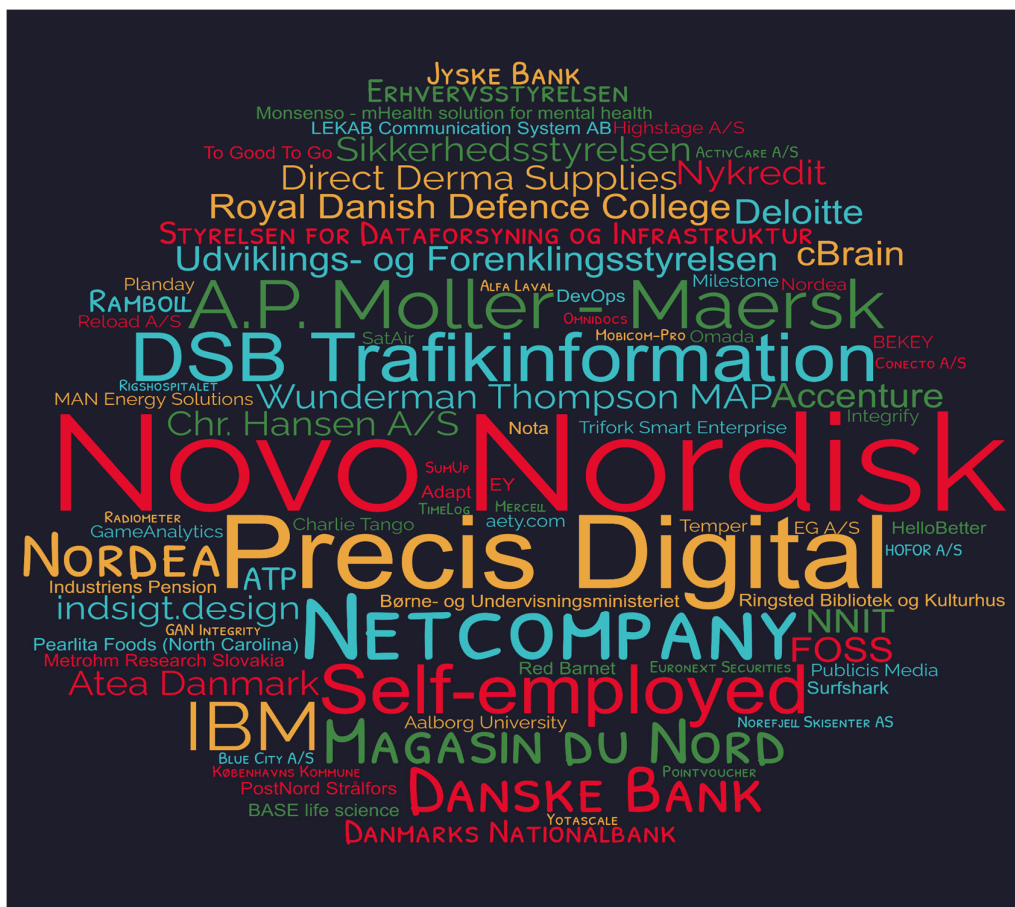 Jyske Bank
Erhvervsstyrelsen
Monsenso - mHealth solution for mental health
LEKAB Communication System AB
Highstage A/S
To Good To Go
Sikkerhedsstyrelsen
ActivCare A/S
Direct Derma Supplies
Nykredit
Royal Danish Defence College
Deloitte
Styrelsen for Dataforsyning og Infrastruktur
Udviklings- og Forenklingsstyrelsen
cBrain
Planday
Alfa Laval
Milestone
Nordea
Ramboll
A.P. Moller - Maersk
DevOps
Reload A/S
Omnidocs
SatAir
Mobicom-Pro
Omada
BEKEY
DSB Trafikinformation
Conecto A/S
Rigshospitalet
MAN Energy Solutions
Wunderman Thompson MAP
Accenture
Chr. Hansen A/S
Nota
Trifork Smart Enterprise
Integrify
Novo Nordisk
SumUp
Adapt
EY
TimeLog
Mercell
Radiometer
GameAnalytics
Charlie Tango
aety.com
Temper
EG A/S
HelloBetter
Nordea
Precis Digital
HOFOR A/S
ATP
Industriens Pension
Børne- og Undervisningsministeriet
Ringsted Bibliotek og Kulturhus
indsigt.design
Netcompany
NNIT
GAN Integrity
Pearlita Foods (North Carolina)
FOSS
Metrohm Research Slovakia
Red Barnet
Euronext Securities
Publicis Media
Atea Danmark
Self-employed
Surfshark
IBM
Aalborg University
Norefjell Skisenter AS
Magasin du Nord
Blue City A/S
Københavns Kommune
Pointvoucher
PostNord Strålfors
Danske Bank
BASE life science
Yotascale
Danmarks Nationalbank